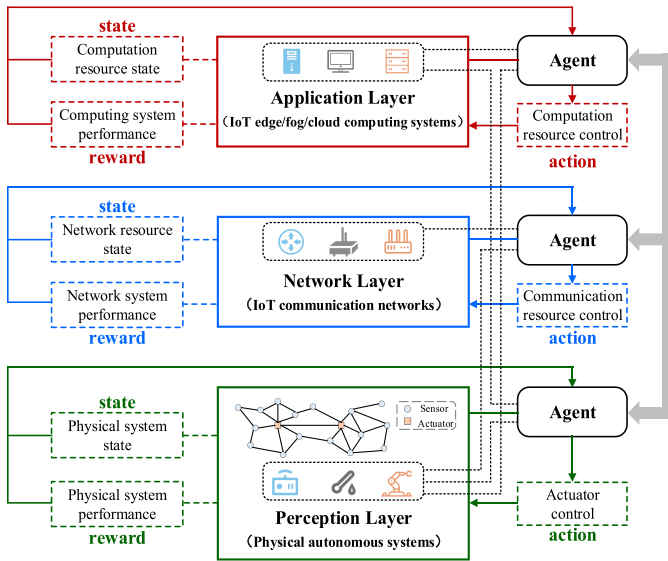 state
Computation
resource state
Computing system
performance
reward
Application Layer
(IoT edge/fog/cloud computing systems)
Agent
Computation
resource control
action
state
Network resource
state
Network system
performance
reward
Network Layer
(IoT communication networks)
Agent
Communication
resource control
action
state
Physical system
state
Physical system
performance
reward
Sensor
Actuator
Perception Layer
(Physical autonomous systems)
Agent
Actuator
control
action